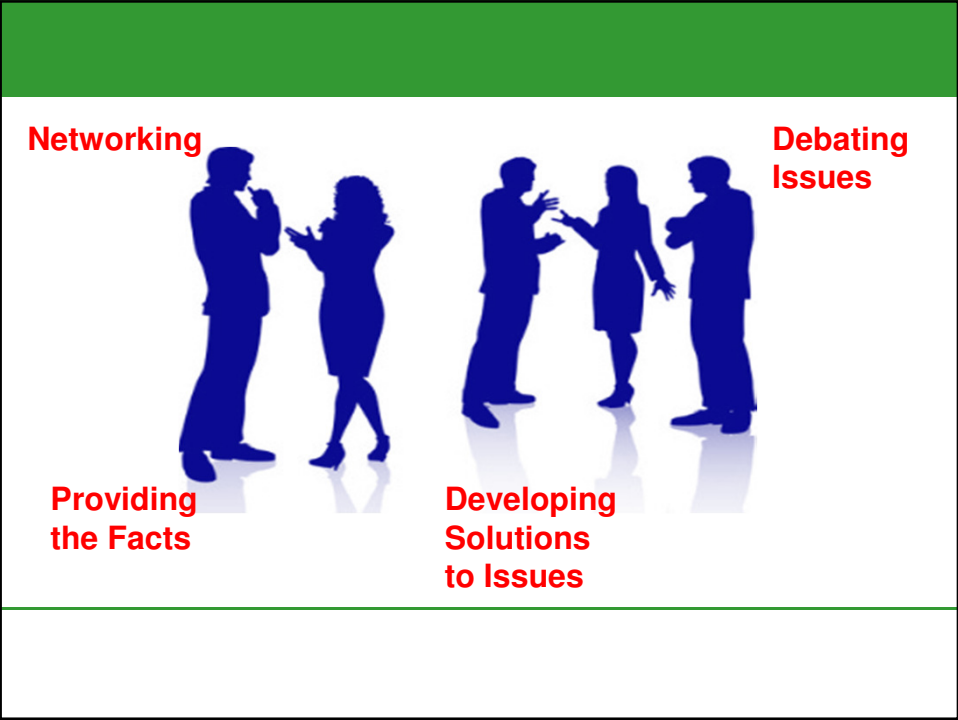 Networking
Debating
Issues
Providing
the Facts
Developing
Solutions
to Issues